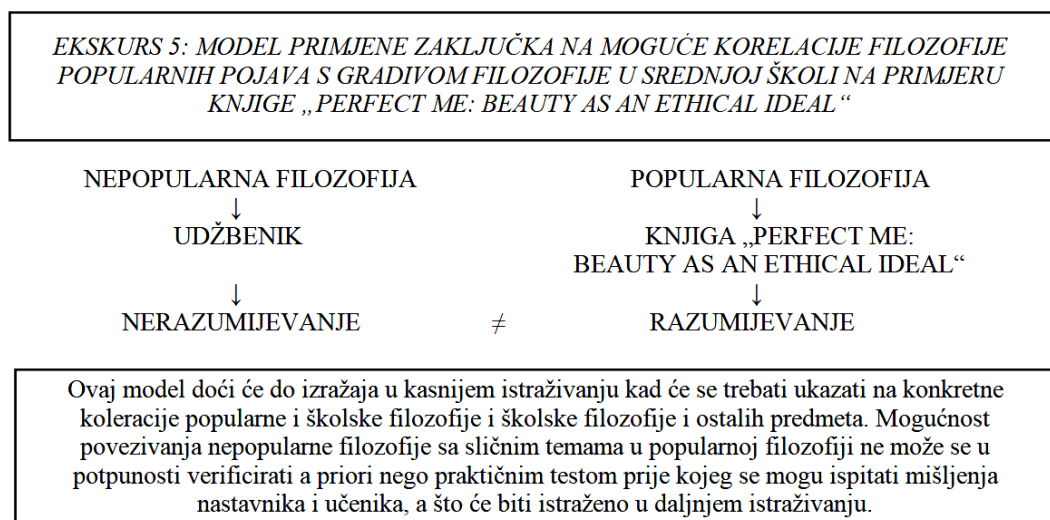 EKSKURS 5: MODEL PRIMJENE ZAKLJUČKA NA MOGUĆE KORELACIJE FILOZOFIJE
POPULARNIH POJAVA S GRADIVOM FILOZOFIJE U SREDNJOJ ŠKOLI NA PRIMJERU
KNJIGE „PERFECT ME: BEAUTY AS AN ETHICAL IDEAL“
NEPOPULARNA FILOZOFIJA
↓
UDŽBENIK
↓
NERAZUMIJEVANJE
≠
POPULARNA FILOZOFIJA
↓
KNJIGA „PERFECT ME:
BEAUTY AS AN ETHICAL IDEAL“
↓
RAZUMIJEVANJE
Ovaj model doći će do izražaja u kasnijem istraživanju kad će se trebati ukazati na konkretne
koleracije popularne i školske filozofije i školske filozofije i ostalih predmeta. Mogućnost
povezivanja nepopularne filozofije sa sličnim temama u popularnoj filozofiji ne može se u
potpunosti verificirati a priori nego praktičnim testom prije kojeg se mogu ispitati mišljenja
nastavnika i učenika, a što će biti istraženo u daljnjem istraživanju.